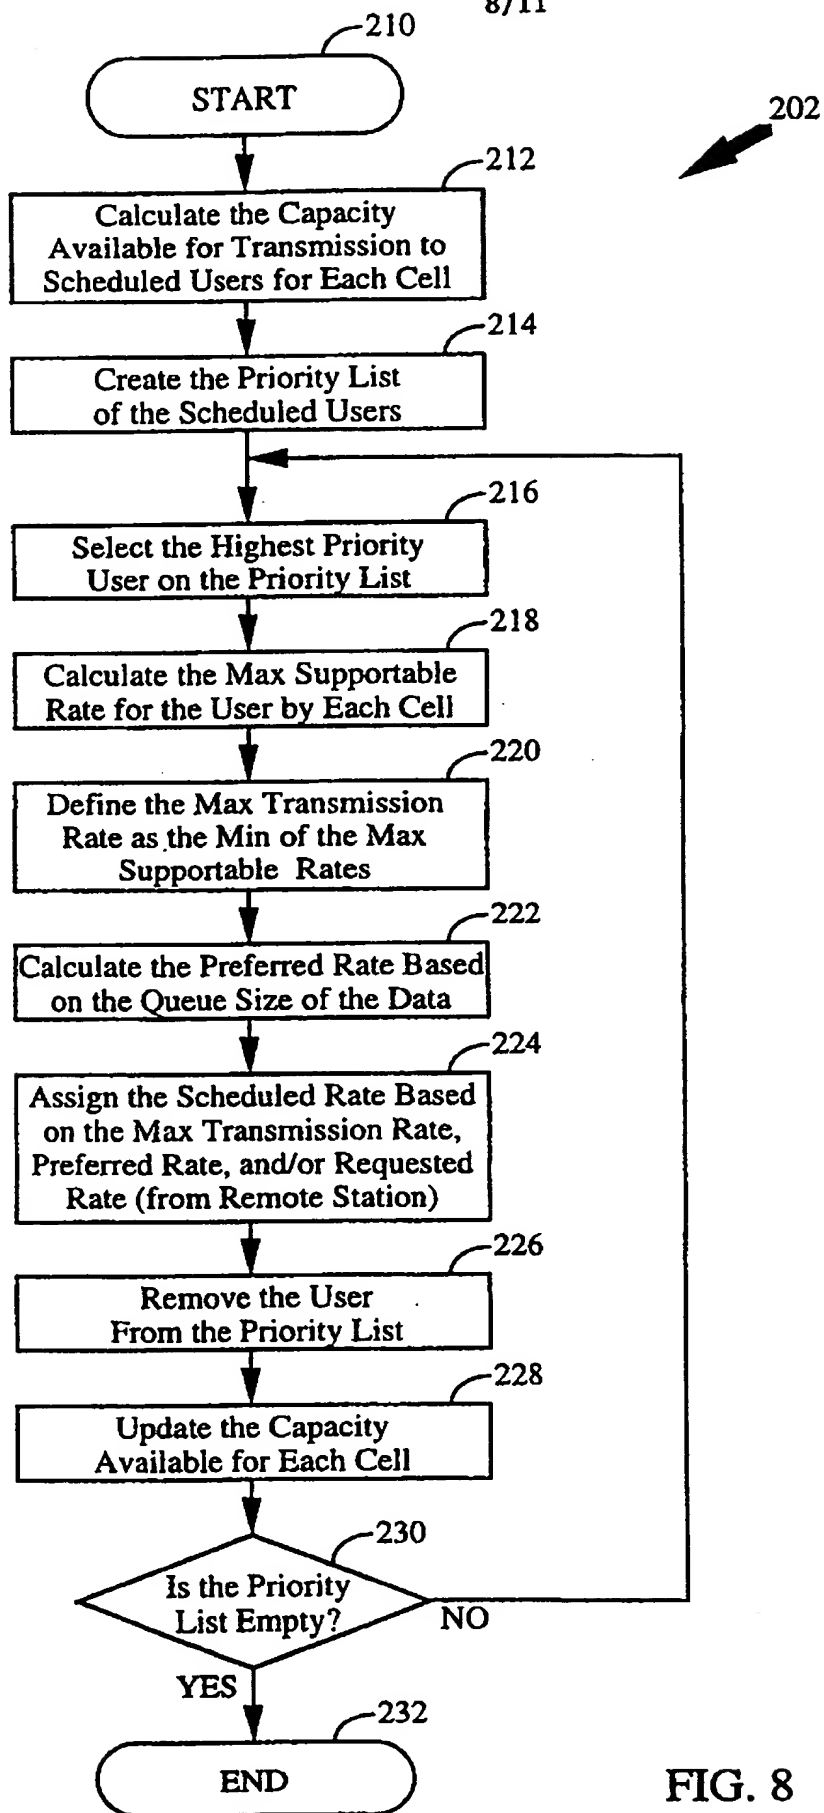 8/11
210
START
202
212
Calculate the Capacity
Available for Transmission to
Scheduled Users for Each Cell
214
Create the Priority List
of the Scheduled Users
216
Select the Highest Priority
User on the Priority List
218
Calculate the Max Supportable
Rate for the User by Each Cell
220
Define the Max Transmission
Rate as the Min of the Max
Supportable Rates
222
Calculate the Preferred Rate Based
on the Queue Size of the Data
224
Assign the Scheduled Rate Based
on the Max Transmission Rate,
Preferred Rate, and/or Requested
Rate (from Remote Station)
226
Remove the User
From the Priority List
228
Update the Capacity
Available for Each Cell
230
Is the Priority
List Empty?
NO
YES
232
END
FIG. 8